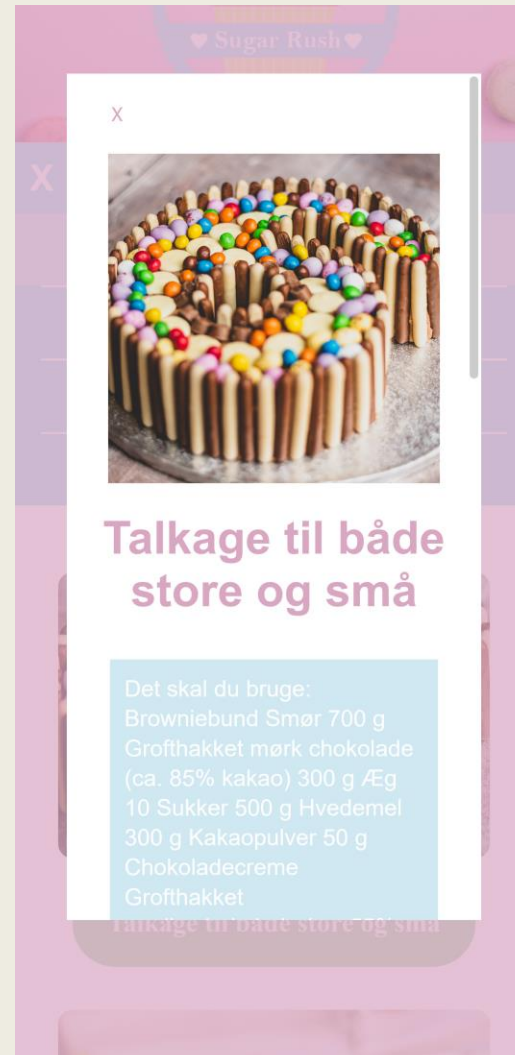 ♥ Sugar Rush ♥
X
X
Talkage til både
store og små
Det skal du bruge:
Browniebund Smør 700 g
Grofthakket mørk chokolade
(ca. 85% kakao) 300 g Æg
10 Sukker 500 g Hvedemel
300 g Kakaopulver 50 g
Chokoladecreme
Grofthakket
Talkage til både store og små